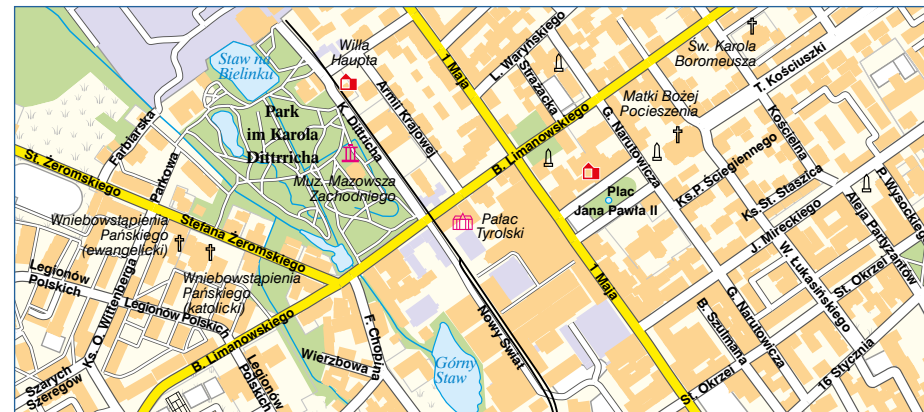 Staw na
Bielinku
Willa
Haupta
1 Maja
L. Waryńskiego
Strażacka
Św. Karola
Boromeusza
T. Kościuszki
Farbiarska
Park
im Karola
Dittrricha
K. Dittricha
Armii Krajowej
B. Limanowskiego
Matki Bożej
Pocieszenia
G. Narutowicza
Kościelna
St. Żeromskiego
Parkowa
Muz. Mazowsza
Zachodniego
Ks.P. Ściegiennego
Ks.St. Staszica
P. Wysockie
Plac
Jana Pawła II
Wniebowstąpienia
Pańskiego
(ewangelicki)
Stefana Żeromskiego
Pałac
Tyrolski
J. Mireckiego
Aleja Partyzantów
W. Łukasińskiego
St. Okrzei
Wniebowstąpienia
Pańskiego
(katolicki)
Legionów
Polskich
Ks. O. Wittenberga
Legionów Polskich
1 Maja
B. Szulmana
G. Narutowicza
B. Limanowskiego
F. Chopina
Nowy Świat
Wierzbowa
Górny
Staw
Legionów
Polskich
Szarych
Szeregów
St. Okrzei
16 Stycznia